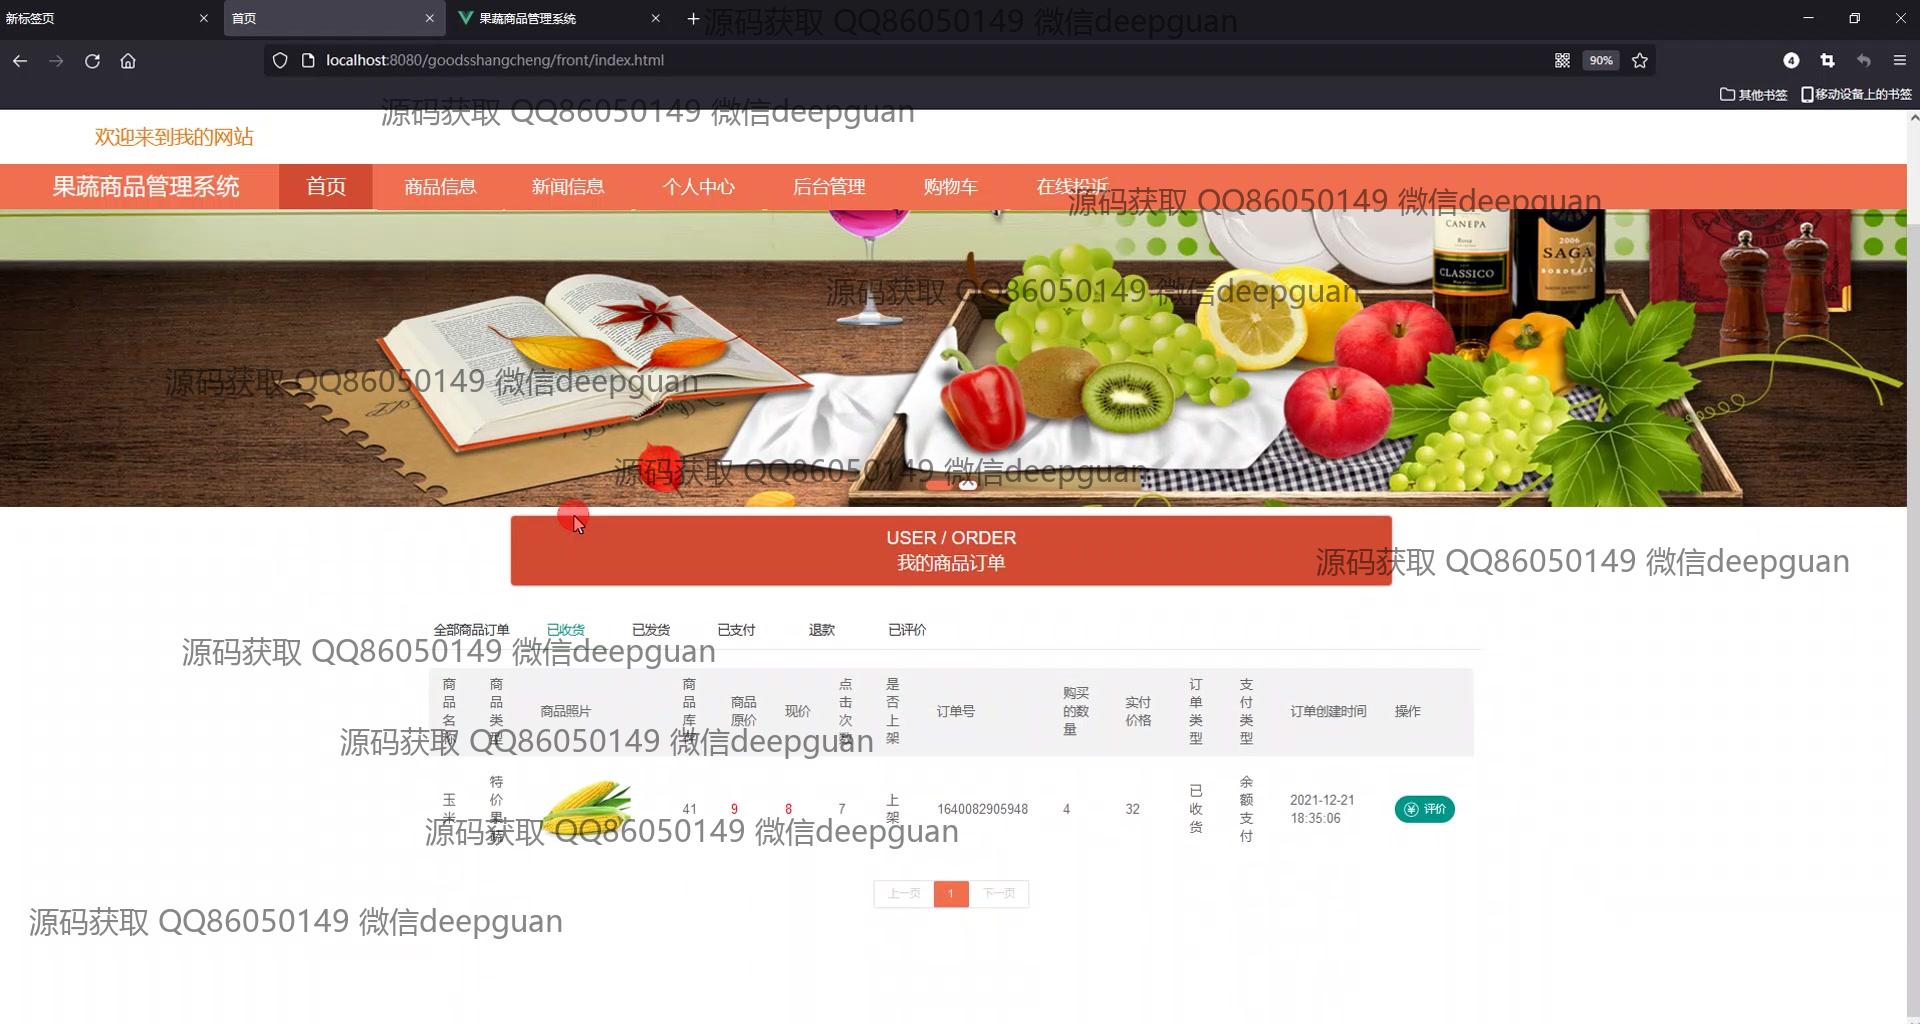 新标签页
首页
果蔬商品管理系统
源码获取 QQ86050149 微信deepguan
localhost:8080/goodsshangcheng/front/index.html
90%
4
其他书签
移动设备上的书签
源码获取 QQ86050149 微信deepguan
欢迎来到我的网站
果蔬商品管理系统
首页
商品信息
新闻信息
个人中心
后台管理
购物车
在线投诉
源码获取 QQ86050149 微信deepguan
CANEPA
Rosa
CLASSICO
2006
SAGA
BORDEAUX
源码获取 QQ86050149 微信deepguan
源码获取 QQ86050149 微信deepguan
源码获取 QQ86050149 微信deepguan
USER / ORDER
我的商品订单
源码获取 QQ86050149 微信deepguan
全部商品订单
已收货
已发货
已支付
退款
已评价
源码获取 QQ86050149 微信deepguan
商品名称
商品类型
商品照片
商品库存
商品原价
现价
点击次数
是否上架
订单号
购买的数量
实付价格
订单类型
支付类型
订单创建时间
操作
源码获取 QQ86050149 微信deepguan
玉米
特价果蔬
41
9
8
7
上架
1640082905948
4
32
已收货
余额支付
2021-12-21
18:35:06
评价
源码获取 QQ86050149 微信deepguan
上一页
1
下一页
源码获取 QQ86050149 微信deepguan